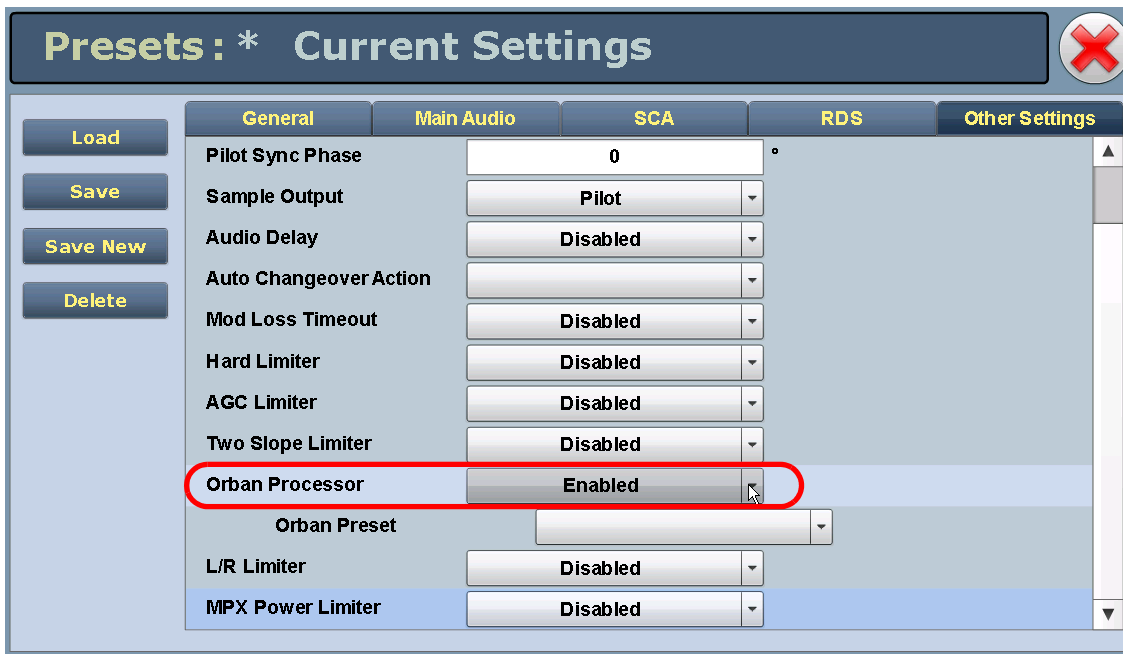 Presets: * Current Settings
Load
Save
Save New
Delete
General Main Audio SCA RDS Other Settings
Pilot Sync Phase 0 °
Sample Output Pilot
Audio Delay Disabled
Auto Changeover Action
Mod Loss Timeout Disabled
Hard Limiter Disabled
AGC Limiter Disabled
Two Slope Limiter Disabled
Orban Processor Enabled
Orban Preset
L/R Limiter Disabled
MPX Power Limiter Disabled